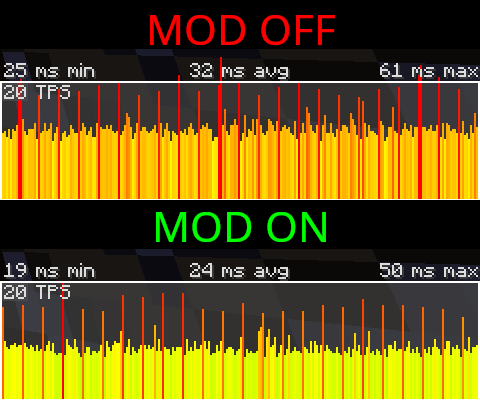 MOD OFF
25 ms min 32 ms avg 61 ms max
20 TPS
MOD ON
19 ms min 24 ms avg 50 ms max
20 TPS